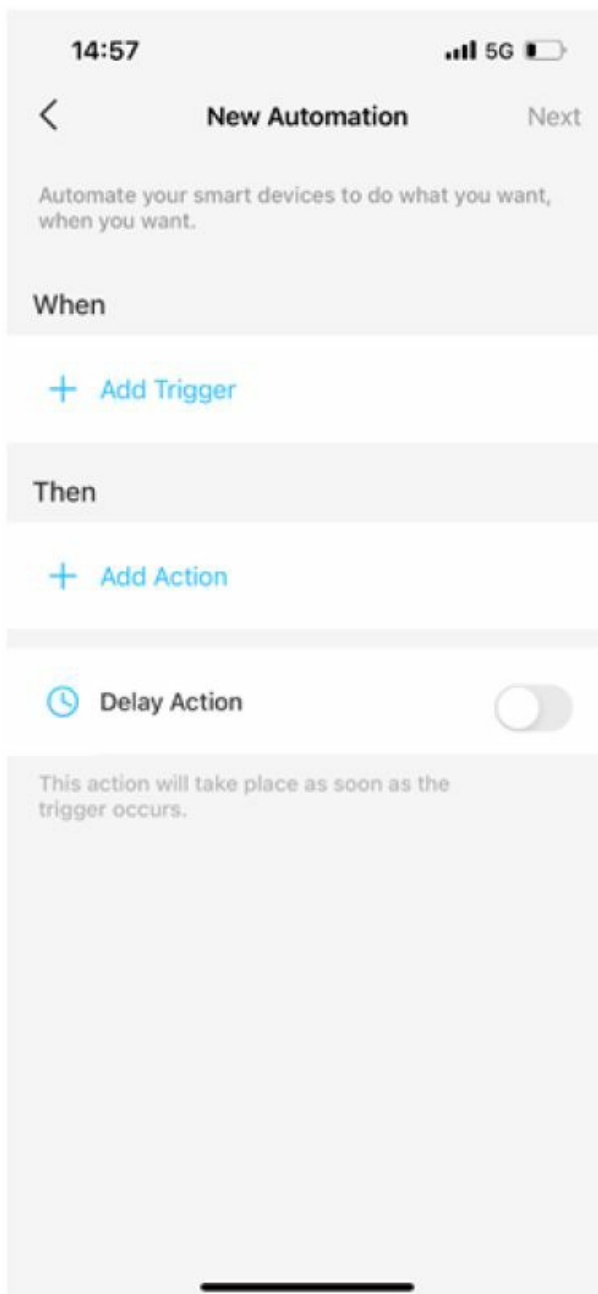 14:57 5G
New Automation Next
Automate your smart devices to do what you want,
when you want.
When
+ Add Trigger
Then
+ Add Action
Delay Action
This action will take place as soon as the
trigger occurs.